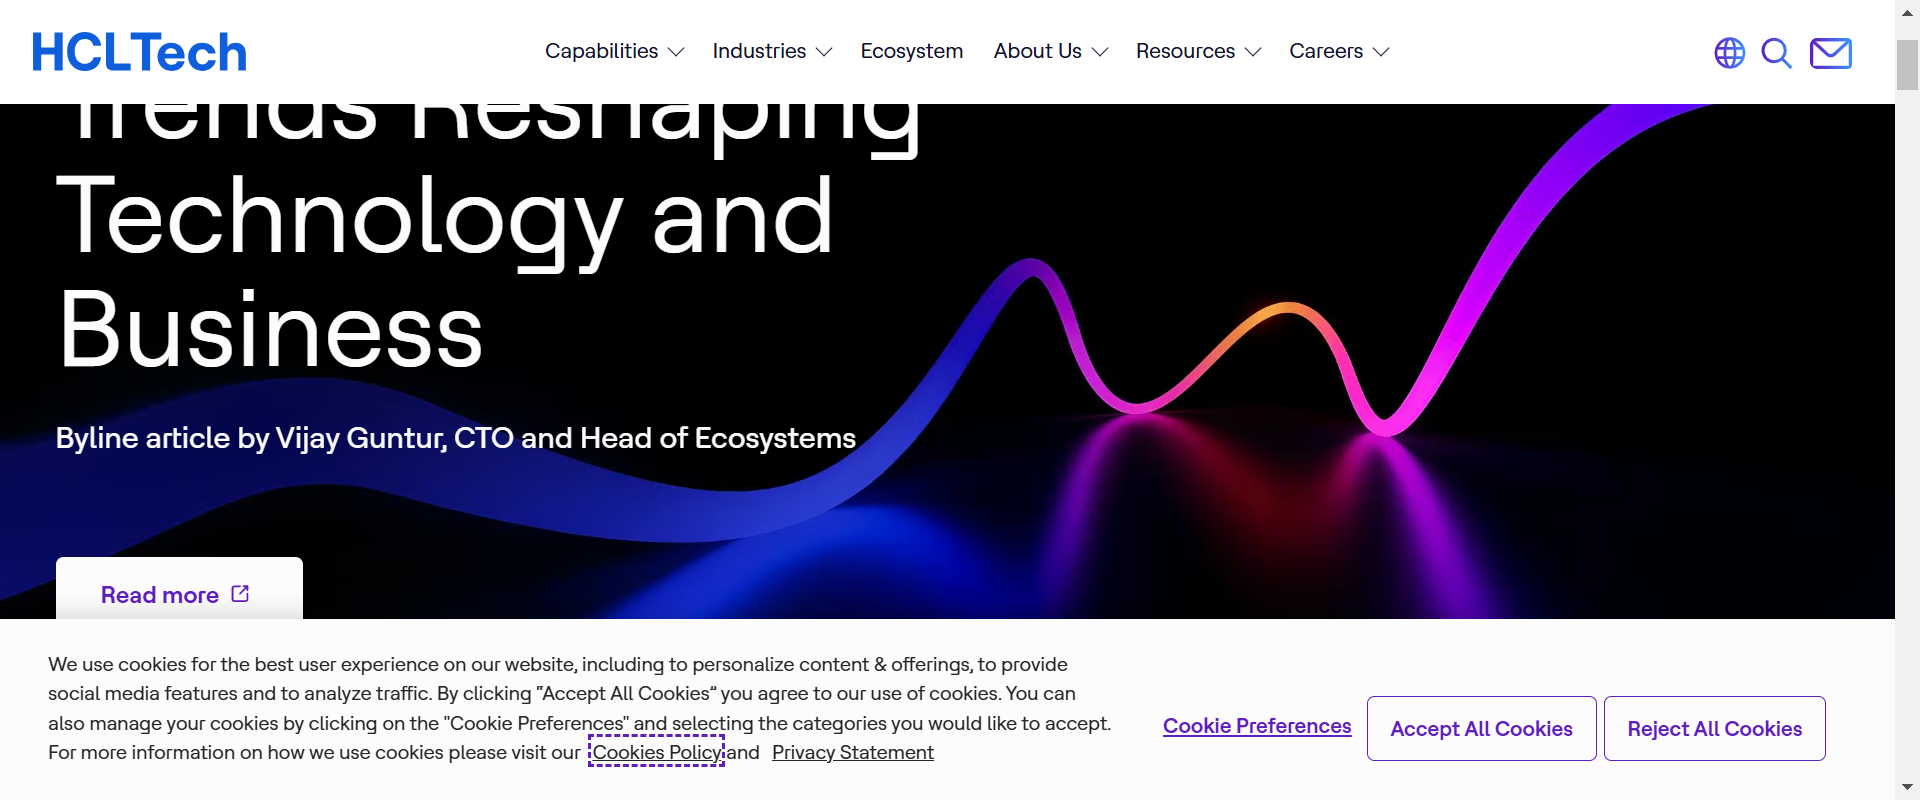 HCLTech
Capabilities
Industries
Ecosystem
About Us
Resources
Careers
Trends Reshaping
Technology and
Business
Byline article by Vijay Guntur, CTO and Head of Ecosystems
Read more
We use cookies for the best user experience on our website, including to personalize content & offerings, to provide
social media features and to analyze traffic. By clicking “Accept All Cookies” you agree to our use of cookies. You can
also manage your cookies by clicking on the "Cookie Preferences" and selecting the categories you would like to accept.
For more information on how we use cookies please visit our Cookies Policy and Privacy Statement
Cookie Preferences
Accept All Cookies
Reject All Cookies